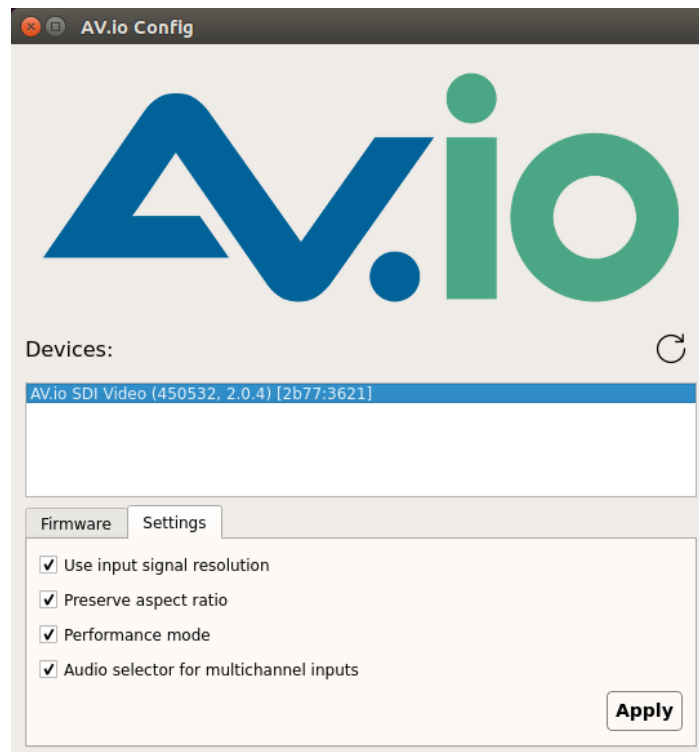 AV.io Config
AV.io
Devices:
AV.io SDI Video (450532, 2.0.4) [2b77:3621]
Firmware Settings
Use input signal resolution
Preserve aspect ratio
Performance mode
Audio selector for multichannel inputs
Apply